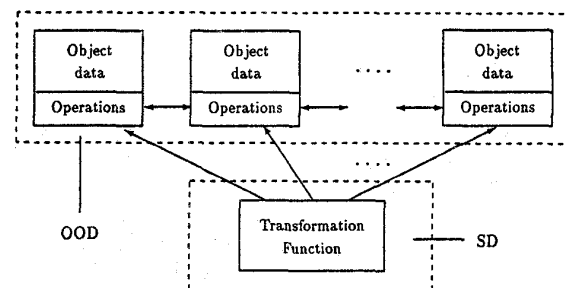 Object
data
Operations
Object
data
Operations
....
Object
data
Operations
....
OOD
Transformation
Function
SD